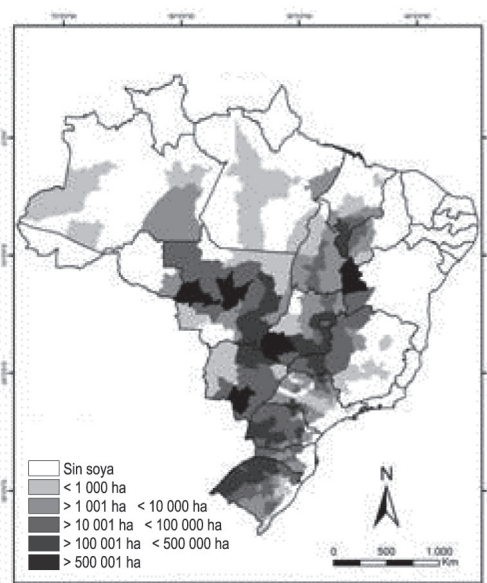 Sin soya
< 1 000 ha
> 1 001 ha < 10 000 ha
> 10 001 ha < 100 000 ha
> 100 001 ha < 500 000 ha
> 500 001 ha
N
0 500 1.000
Km